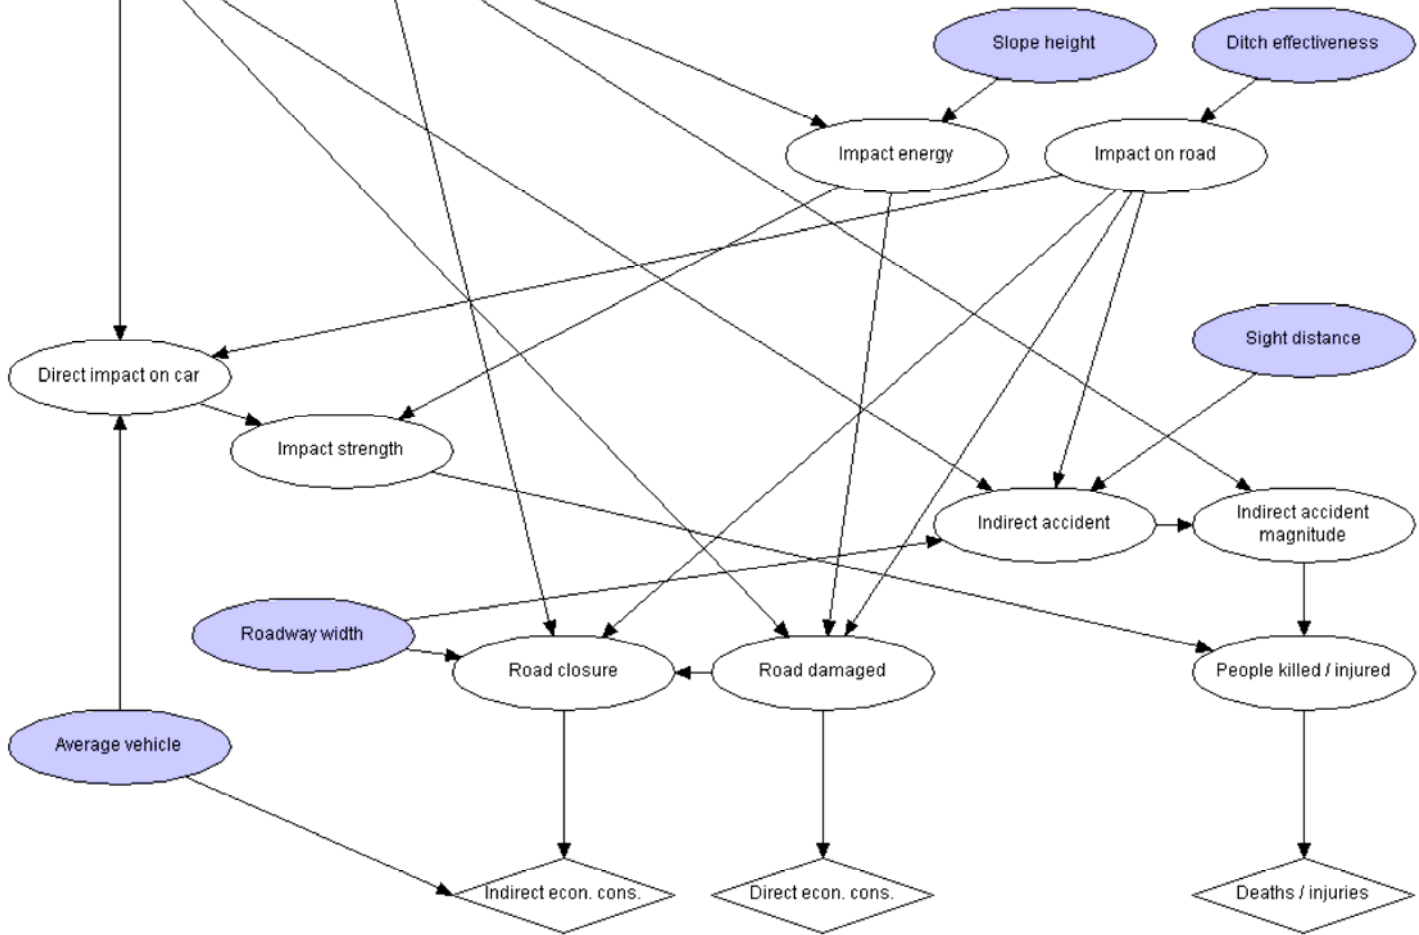 Slope height
Ditch effectiveness
Impact energy
Impact on road
Sight distance
Direct impact on car
Impact strength
Indirect accident
Indirect accident
magnitude
Roadway width
Road closure
Road damaged
People killed / injured
Average vehicle
Indirect econ. cons.
Direct econ. cons.
Deaths / injuries